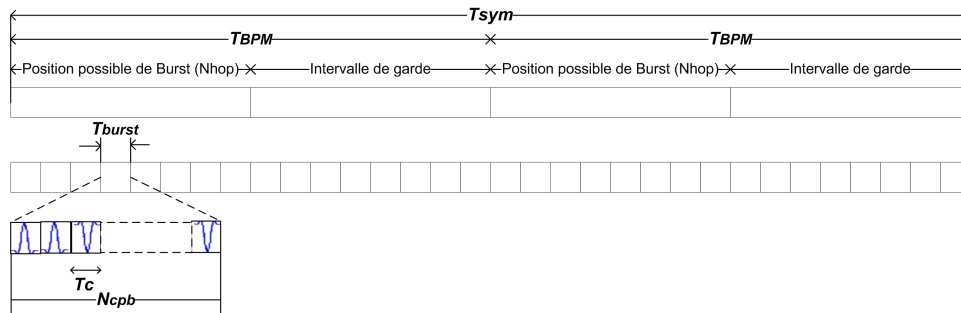 Tsym
TBPM TBPM
Position possible de Burst (Nhop) Intervalle de garde Position possible de Burst (Nhop) Intervalle de garde
Tburst
Tc
Ncpb